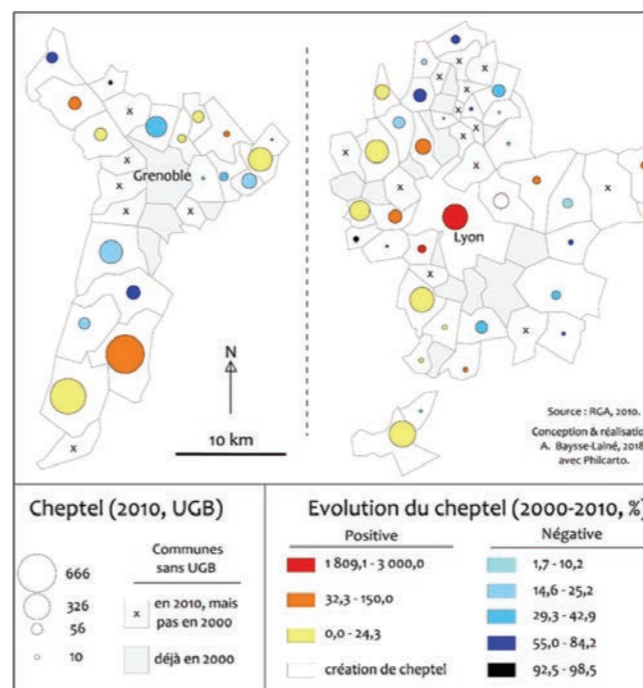 Grenoble
Lyon
N
10 km
Source : RGA, 2010.
Conception & réalisation
A. Baysse-Lainé, 2018
avec Philcarto.
Cheptel (2010, UGB)
666
326
56
10
Communes
sans UGB
x en 2010, mais
pas en 2000
déjà en 2000
Evolution du cheptel (2000-2010, %)
Positive
1 809,1 - 3 000,0
32,3 - 150,0
0,0 - 24,3
création de cheptel
Négative
1,7 - 10,2
14,6 - 25,2
29,3 - 42,9
55,0 - 84,2
92,5 - 98,5